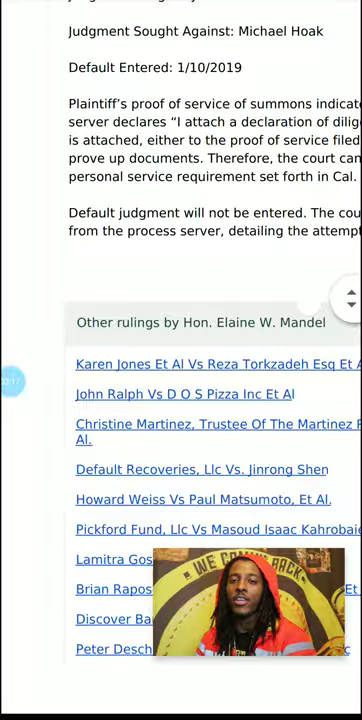 Judgment Sought Against: Michael Hoak
Default Entered: 1/10/2019
Plaintiff's proof of service of summons indicat
server declares "I attach a declaration of dilig
is attached, either to the proof of service filed
prove up documents. Therefore, the court can
personal service requirement set forth in Cal.
Default judgment will not be entered. The cou
from the process server, detailing the attempt
Other rulings by Hon. Elaine W. Mandel
Karen Jones Et Al Vs Reza Torkzadeh Esq Et A
John Ralph Vs D O S Pizza Inc Et Al
Christine Martinez, Trustee Of The Martinez F
Al.
Default Recoveries, Llc Vs. Jinrong Shen
Howard Weiss Vs Paul Matsumoto, Et Al.
Pickford Fund, Llc Vs Masoud Isaac Kahrobaie
Lamitra Gos
Brian Rapos
Et
Discover Ba
Peter Desch
WE COMING BACK